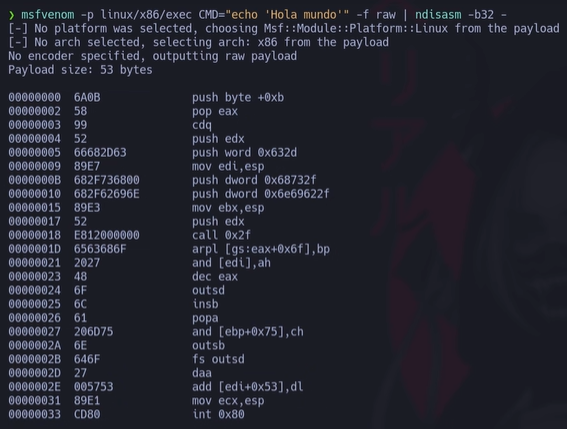 ❯ msfvenom -p linux/x86/exec CMD="echo 'Hola mundo'" -f raw | ndisasm -b32 -
[-] No platform was selected, choosing Msf::Module::Platform::Linux from the payload
[-] No arch selected, selecting arch: x86 from the payload
No encoder specified, outputting raw payload
Payload size: 53 bytes

00000000  6A0B              push byte +0xb
00000002  58                pop eax
00000003  99                cdq
00000004  52                push edx
00000005  66682D63          push word 0x632d
00000009  89E7              mov edi,esp
0000000B  682F736800        push dword 0x68732f
00000010  682F62696E        push dword 0x6e69622f
00000015  89E3              mov ebx,esp
00000017  52                push edx
00000018  E812000000        call 0x2f
0000001D  6563686F          arpl [gs:eax+0x6f],bp
00000021  2027              and [edi],ah
00000023  48                dec eax
00000024  6F                outsd
00000025  6C                insb
00000026  61                popa
00000027  206D75            and [ebp+0x75],ch
0000002A  6E                outsb
0000002B  646F              fs outsd
0000002D  27                daa
0000002E  005753            add [edi+0x53],dl
00000031  89E1              mov ecx,esp
00000033  CD80              int 0x80